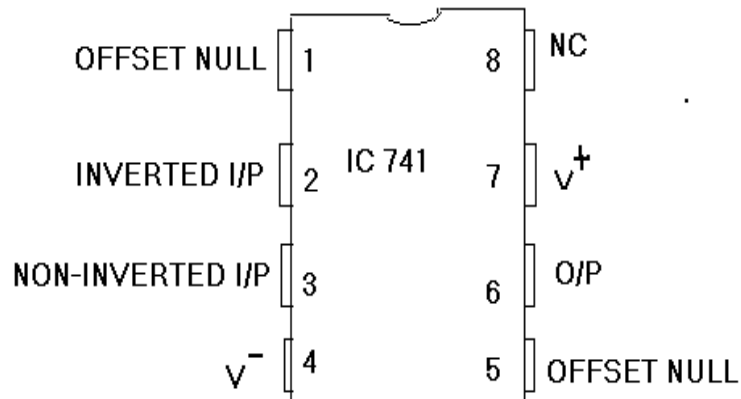 OFFSET NULL 1 8 NC
INVERTED I/P 2 IC 741 7 V+
NON-INVERTED I/P 3 6 O/P
V- 4 5 OFFSET NULL